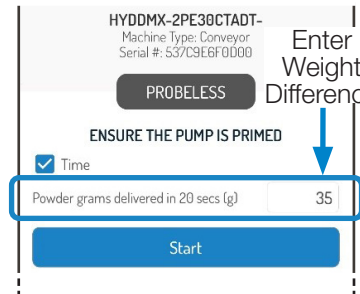 HYDDMX-2PE30CTADT-
Machine Type: Conveyor
Serial #: 537C9E6F0D00
Enter
Weight
PROBELESS
ENSURE THE PUMP IS PRIMED
Time
Powder grams delivered in 20 secs (g) 35
Start